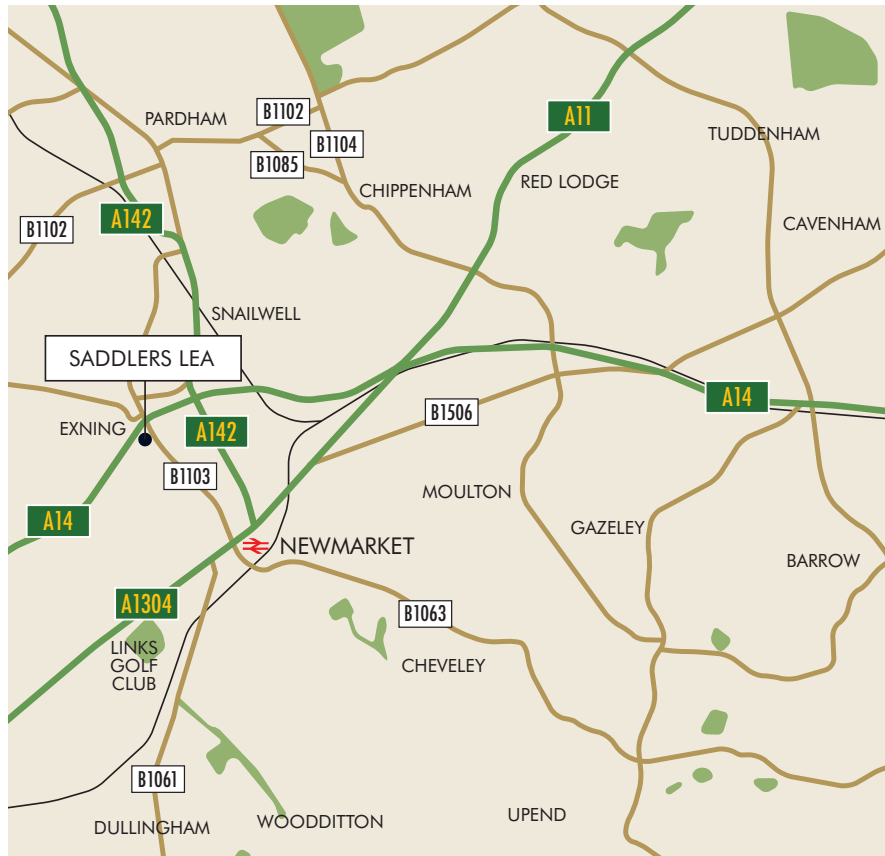 B1102
A11
PARDHAM
TUDDENHAM
B1104
B1085
RED LODGE
CHIPPENHAM
A142
CAVENHAM
B1102
SNAILWELL
SADDLERS LEA
A14
B1506
EXNING
A142
B1103
MOULTON
A14
GAZELEY
NEWMARKET
BARROW
A1304
B1063
LINKS
GOLF
CLUB
CHEVELEY
B1061
UPEND
DULLINGHAM
WOODDITTON